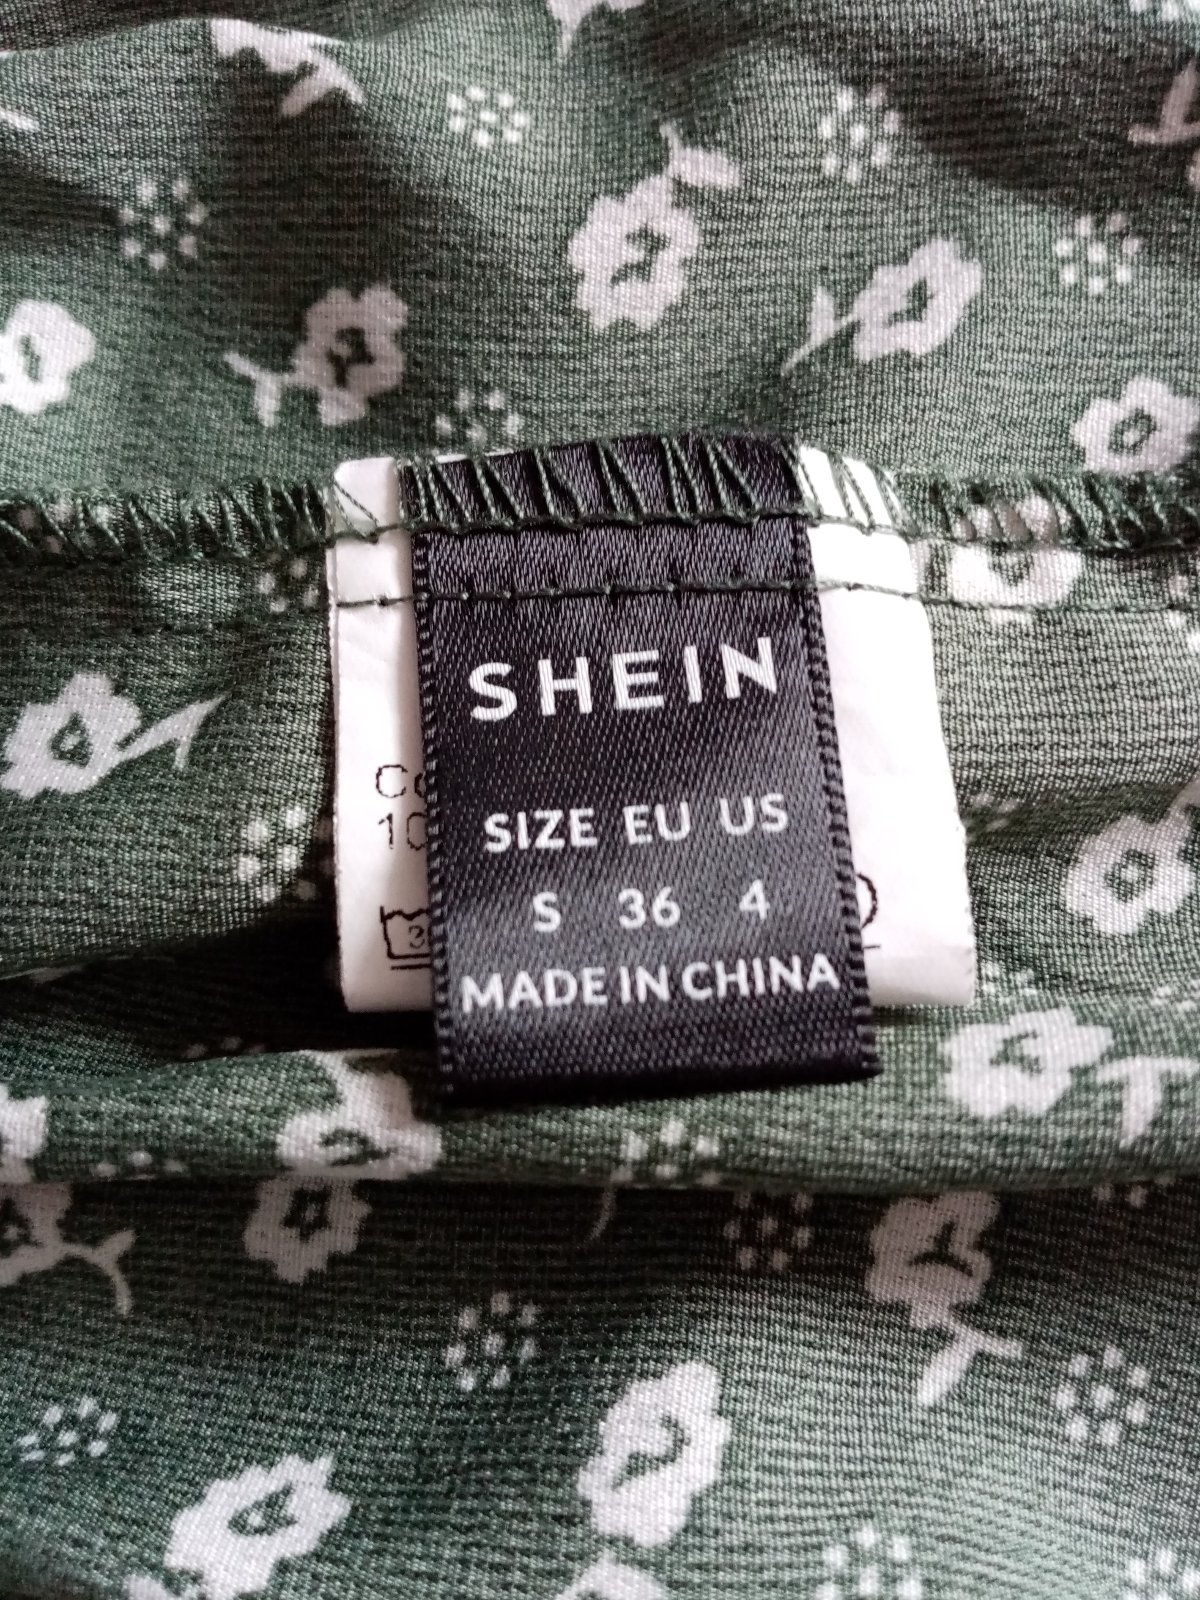 SHEIN
SIZE EU US
S 36 4
MADE IN CHINA